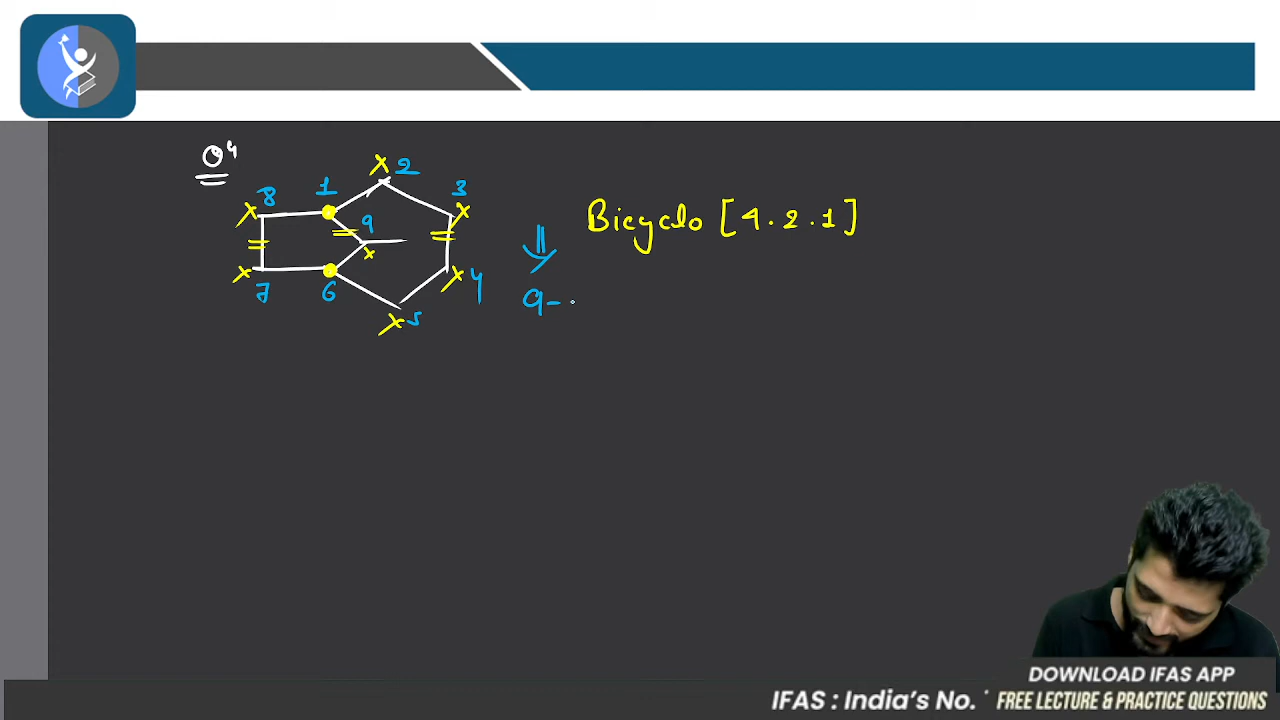 Q4
x 2
8 1 3
x x
9
x
x x 4
7 6
x 5
Bicyclo [4.2.1]
9-
DOWNLOAD IFAS APP
IFAS : India's No. FREE LECTURE & PRACTICE QUESTIONS